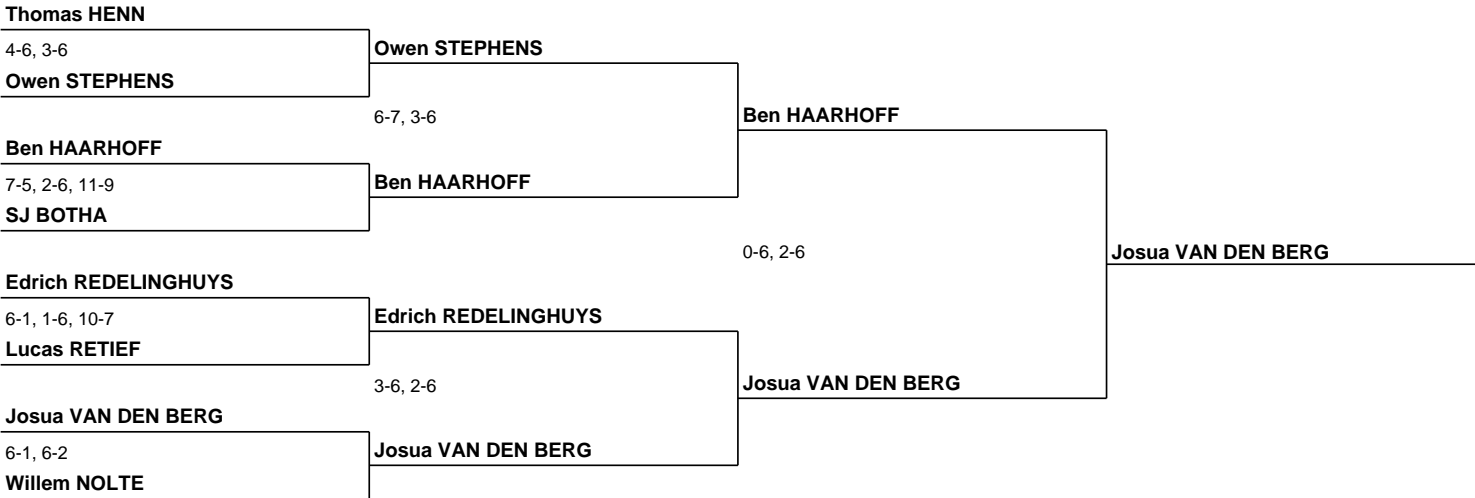 Thomas HENN
4-6, 3-6
Owen STEPHENS
Owen STEPHENS
6-7, 3-6
Ben HAARHOFF
Ben HAARHOFF
7-5, 2-6, 11-9
SJ BOTHA
Ben HAARHOFF
0-6, 2-6
Josua VAN DEN BERG
Edrich REDELINGHUYS
6-1, 1-6, 10-7
Lucas RETIEF
Edrich REDELINGHUYS
3-6, 2-6
Josua VAN DEN BERG
Josua VAN DEN BERG
6-1, 6-2
Willem NOLTE
Josua VAN DEN BERG